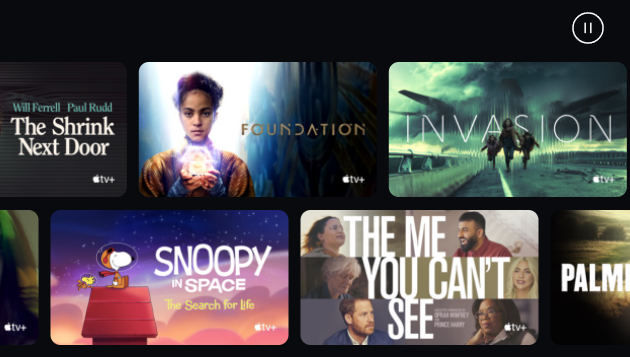 Will Ferrell Paul Rudd
The Shrink
Next Door
tv+
FOUNDATION
tv+
INVASION
tv+
tv+
SNOOPY
IN SPACE
The Search for Life
tv+
THE ME
YOU CAN'T
SEE
OPRAH WINFREY
PRINCE HARRY
tv+
PALM